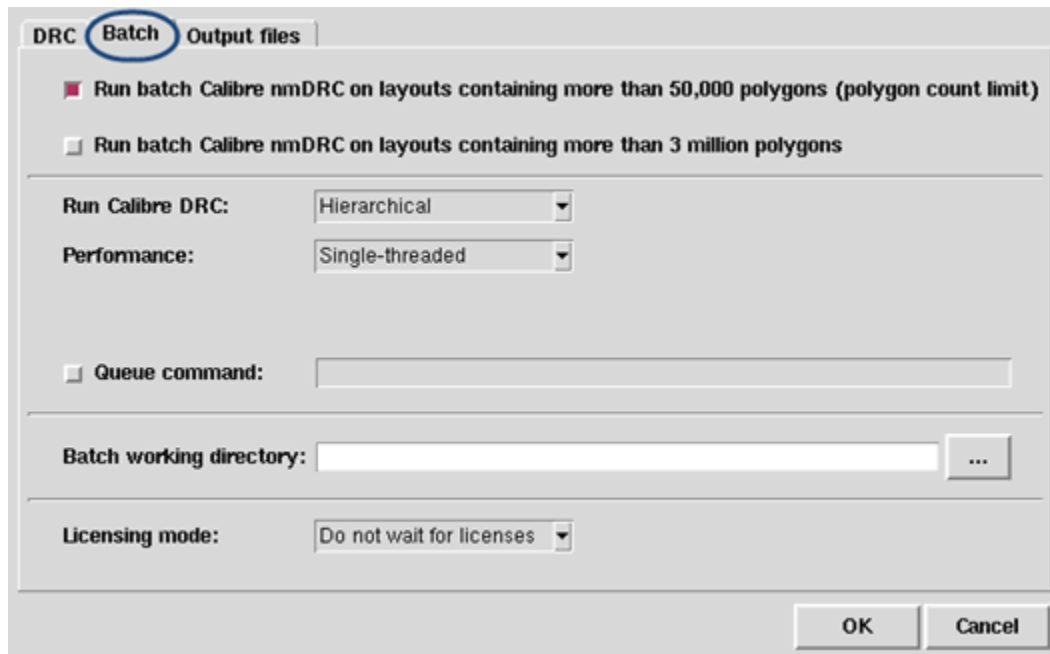 DRC Batch Output files
Run batch Calibre nmDRC on layouts containing more than 50,000 polygons (polygon count limit)
Run batch Calibre nmDRC on layouts containing more than 3 million polygons
Run Calibre DRC: Hierarchical
Performance: Single-threaded
Queue command:
Batch working directory: ...
Licensing mode: Do not wait for licenses
OK Cancel